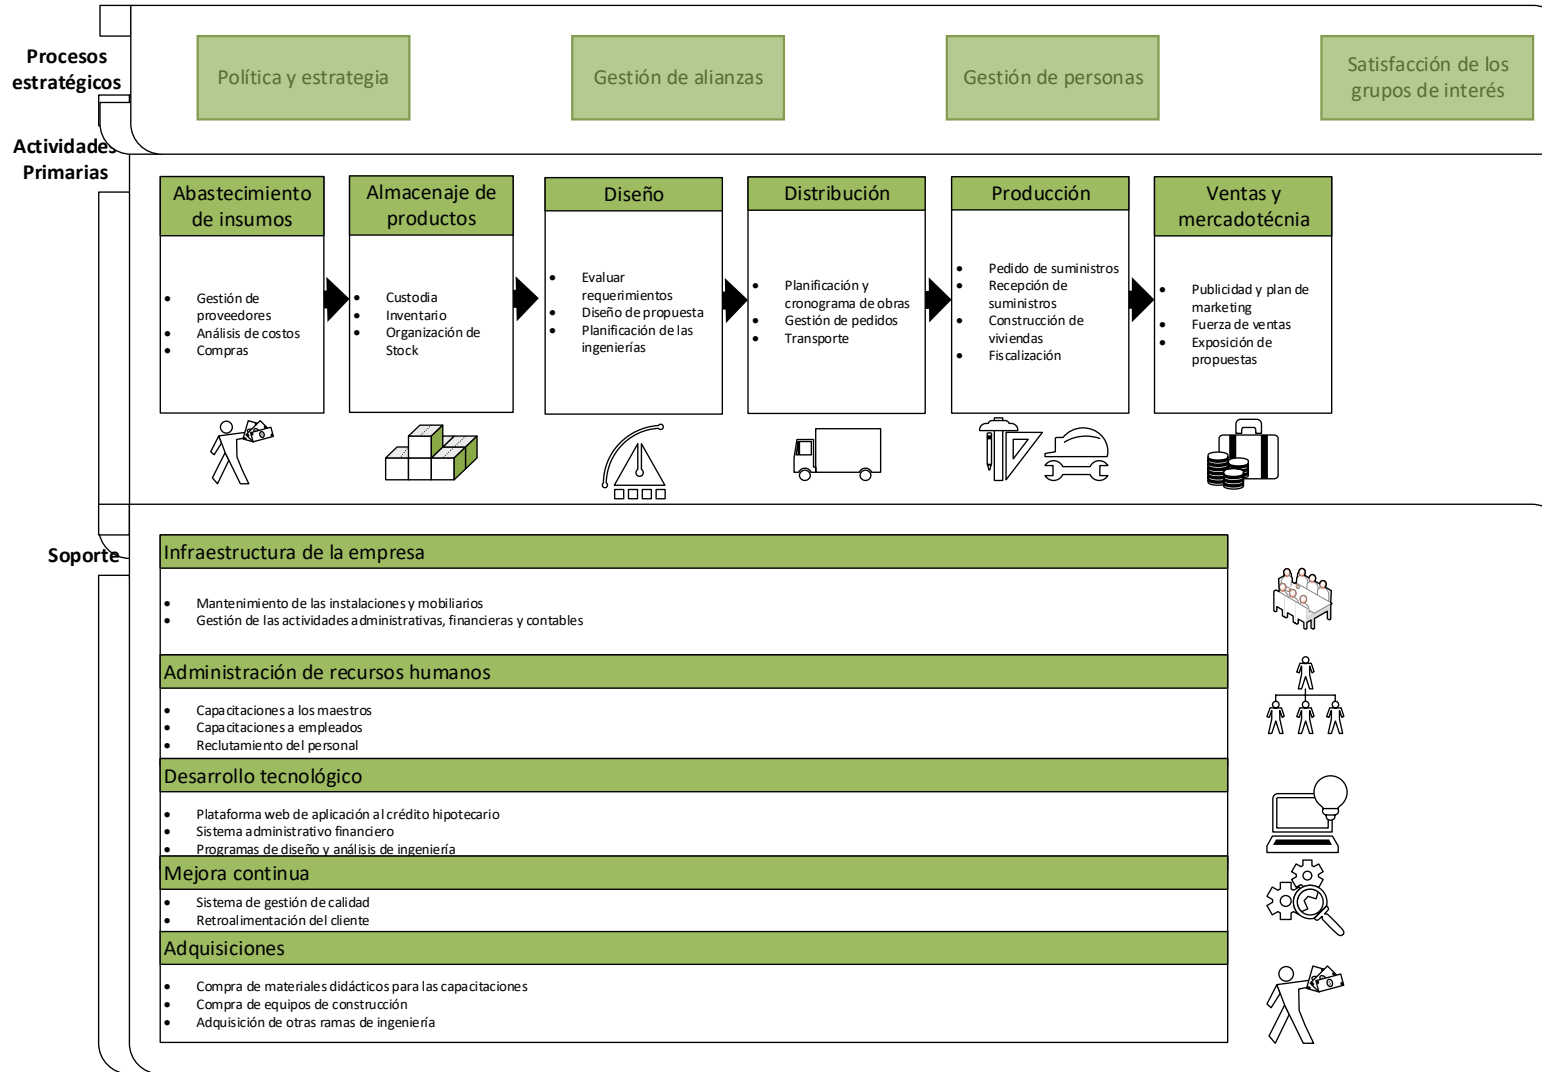 Procesos
estratégicos
Política y estrategia
Gestión de alianzas
Gestión de personas
Satisfacción de los
grupos de interés
Actividades
Primarias
Abastecimiento
de insumos
• Gestión de
proveedores
• Análisis de costos
• Compras
Almacenaje de
productos
• Custodia
• Inventario
• Organización de
Stock
Diseño
• Evaluar
requerimientos
• Diseño de propuesta
• Planificación de las
ingenierías
Distribución
• Planificación y
cronograma de obras
• Gestión de pedidos
• Transporte
Producción
• Pedido de suministros
• Recepción de
suministros
• Construcción de
viviendas
• Fiscalización
Ventas y
mercadotécnia
• Publicidad y plan de
marketing
• Fuerza de ventas
• Exposición de
propuestas
Soporte
Infraestructura de la empresa
• Mantenimiento de las instalaciones y mobiliarios
• Gestión de las actividades administrativas, financieras y contables
Administración de recursos humanos
• Capacitaciones a los maestros
• Capacitaciones a empleados
• Reclutamiento del personal
Desarrollo tecnológico
• Plataforma web de aplicación al crédito hipotecario
• Sistema administrativo financiero
• Programas de diseño y análisis de ingeniería
Mejora continua
• Sistema de gestión de calidad
• Retroalimentación del cliente
Adquisiciones
• Compra de materiales didácticos para las capacitaciones
• Compra de equipos de construcción
• Adquisición de otras ramas de ingeniería